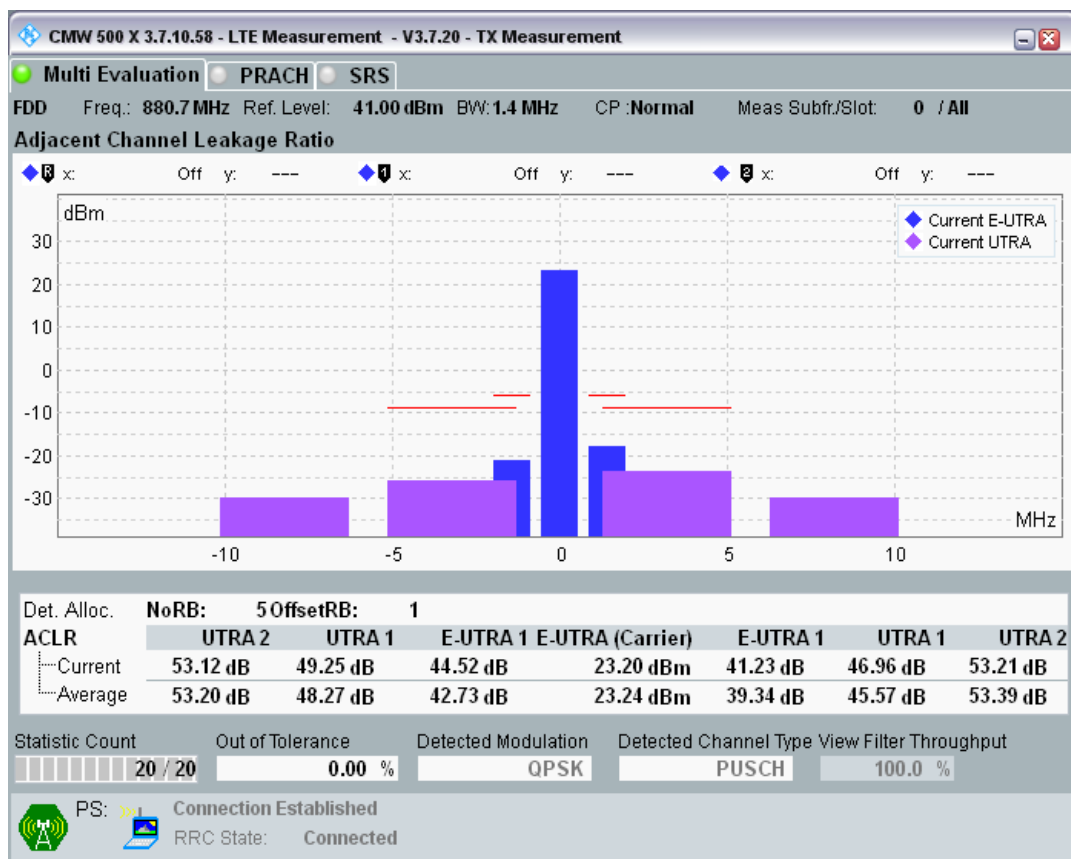 CMW 500 X 3.7.10.58 - LTE Measurement - V3.7.20 - TX Measurement
Multi Evaluation PRACH SRS
FDD Freq.: 880.7 MHz Ref. Level: 41.00 dBm BW: 1.4 MHz CP :Normal Meas Subfr./Slot: 0 / All
Adjacent Channel Leakage Ratio
R x: Off y: --- 1 x: Off y: --- 2 x: Off y: ---
dBm
Current E-UTRA
Current UTRA
30
20
10
0
-10
-20
-30
MHz
-10 -5 0 5 10
Det. Alloc. NoRB: 5 OffsetRB: 1
ACLR UTRA 2 UTRA 1 E-UTRA 1 E-UTRA (Carrier) E-UTRA 1 UTRA 1 UTRA 2
Current 53.12 dB 49.25 dB 44.52 dB 23.20 dBm 41.23 dB 46.96 dB 53.21 dB
Average 53.20 dB 48.27 dB 42.73 dB 23.24 dBm 39.34 dB 45.57 dB 53.39 dB
Statistic Count Out of Tolerance Detected Modulation Detected Channel Type View Filter Throughput
20 / 20 0.00 % QPSK PUSCH 100.0 %
PS: Connection Established
RRC State: Connected